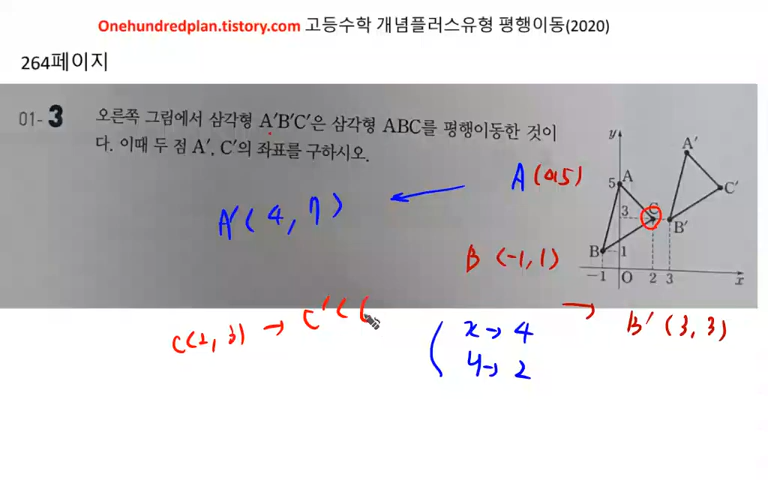 Onehundredplan.tistory.com 고등수학 개념플러스유형 평행이동(2020)
264페이지
01-3 오른쪽 그림에서 삼각형 A′B′C′은 삼각형 ABC를 평행이동한 것이
다. 이때 두 점 A′, C′의 좌표를 구하시오.
y
A′
A
5
C′
3
C
B′
B
1
-1 O 2 3 x
A (0,5)
A′(4, 7)
B (-1, 1)
C(2, 3) → C′(
x → 4
y → 2
→ B′ (3, 3)